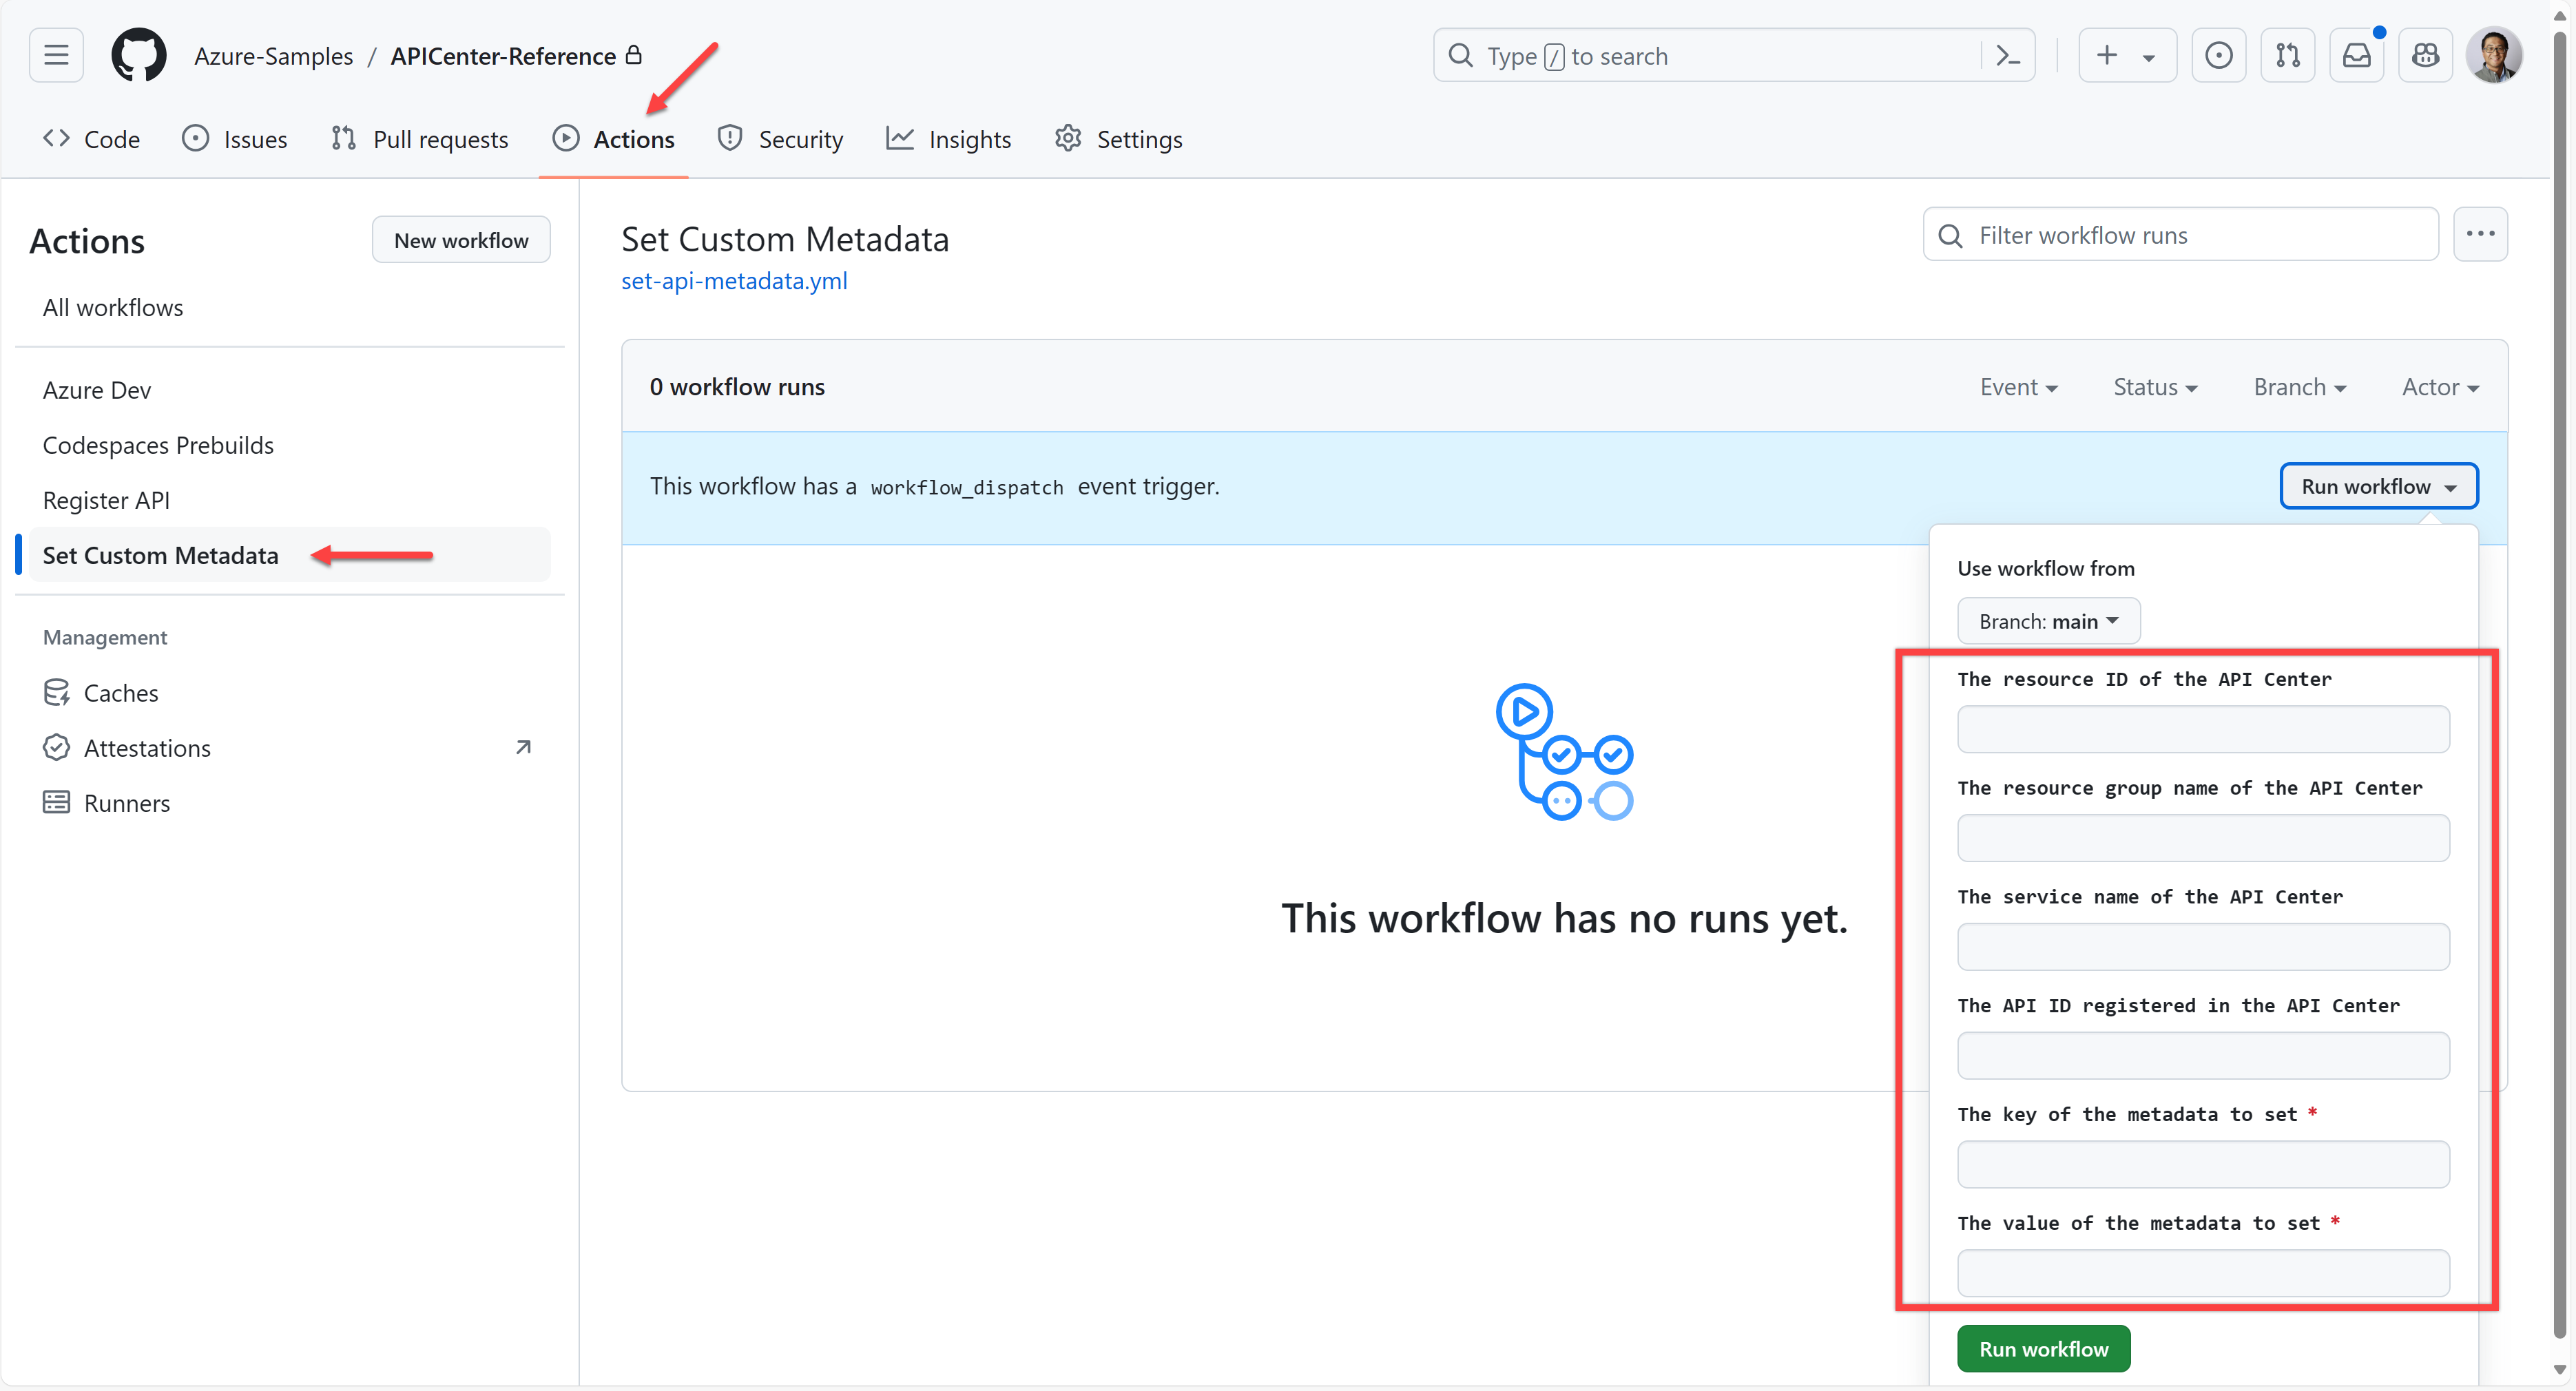 Azure-Samples / APICenter-Reference
Type / to search
Code
Issues
Pull requests
Actions
Security
Insights
Settings
Actions
New workflow
All workflows
Azure Dev
Codespaces Prebuilds
Register API
Set Custom Metadata
Management
Caches
Attestations
Runners
Set Custom Metadata
set-api-metadata.yml
Filter workflow runs
0 workflow runs
Event
Status
Branch
Actor
This workflow has a workflow_dispatch event trigger.
Run workflow
This workflow has no runs yet.
Use workflow from
Branch: main
The resource ID of the API Center
The resource group name of the API Center
The service name of the API Center
The API ID registered in the API Center
The key of the metadata to set *
The value of the metadata to set *
Run workflow